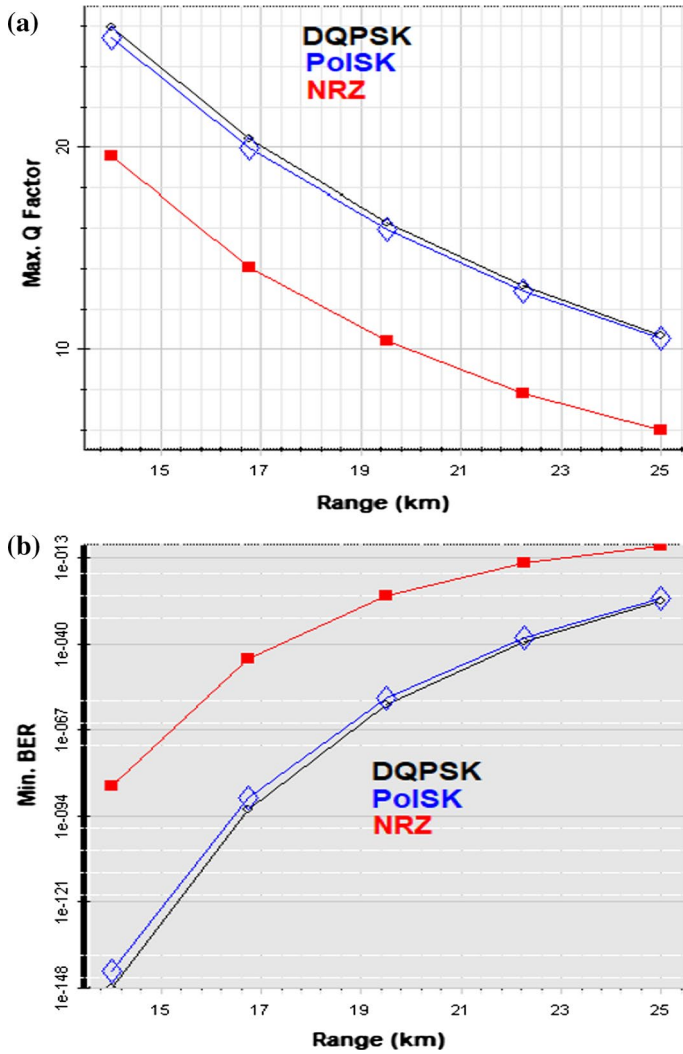 (a)
DQPSK
PolSK
NRZ
Max. Q Factor
20
10
15
17
19
21
23
25
Range (km)
(b)
1e-013
1e-040
1e-067
1e-094
1e-121
1e-148
Min. BER
DQPSK
PolSK
NRZ
15
17
19
21
23
25
Range (km)